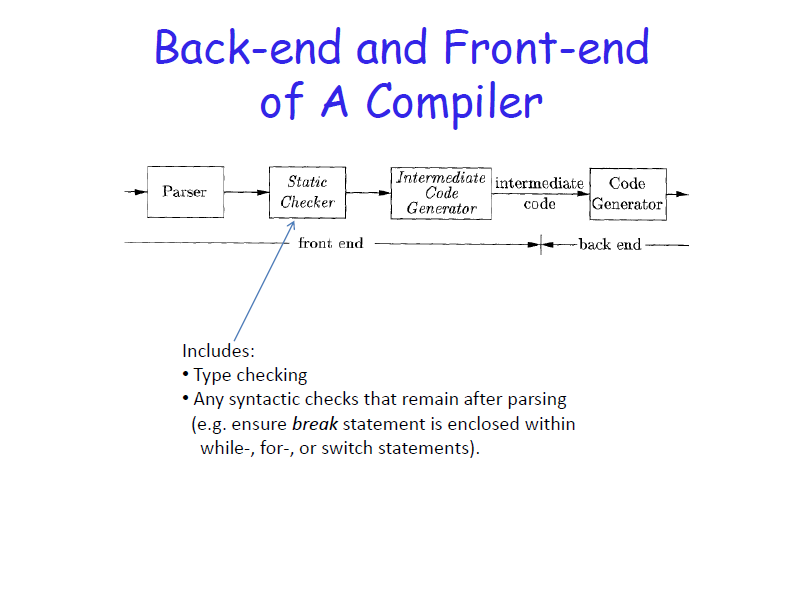 Back-end and Front-end
of A Compiler
Parser
Static
Checker
Intermediate
Code
Generator
intermediate
code
Code
Generator
front end
back end
Includes:
• Type checking
• Any syntactic checks that remain after parsing
(e.g. ensure break statement is enclosed within
while-, for-, or switch statements).